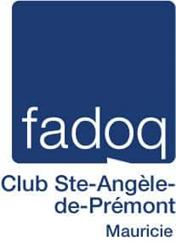 fadoq
Club Ste-Angèle-
de-Prémont
Mauricie